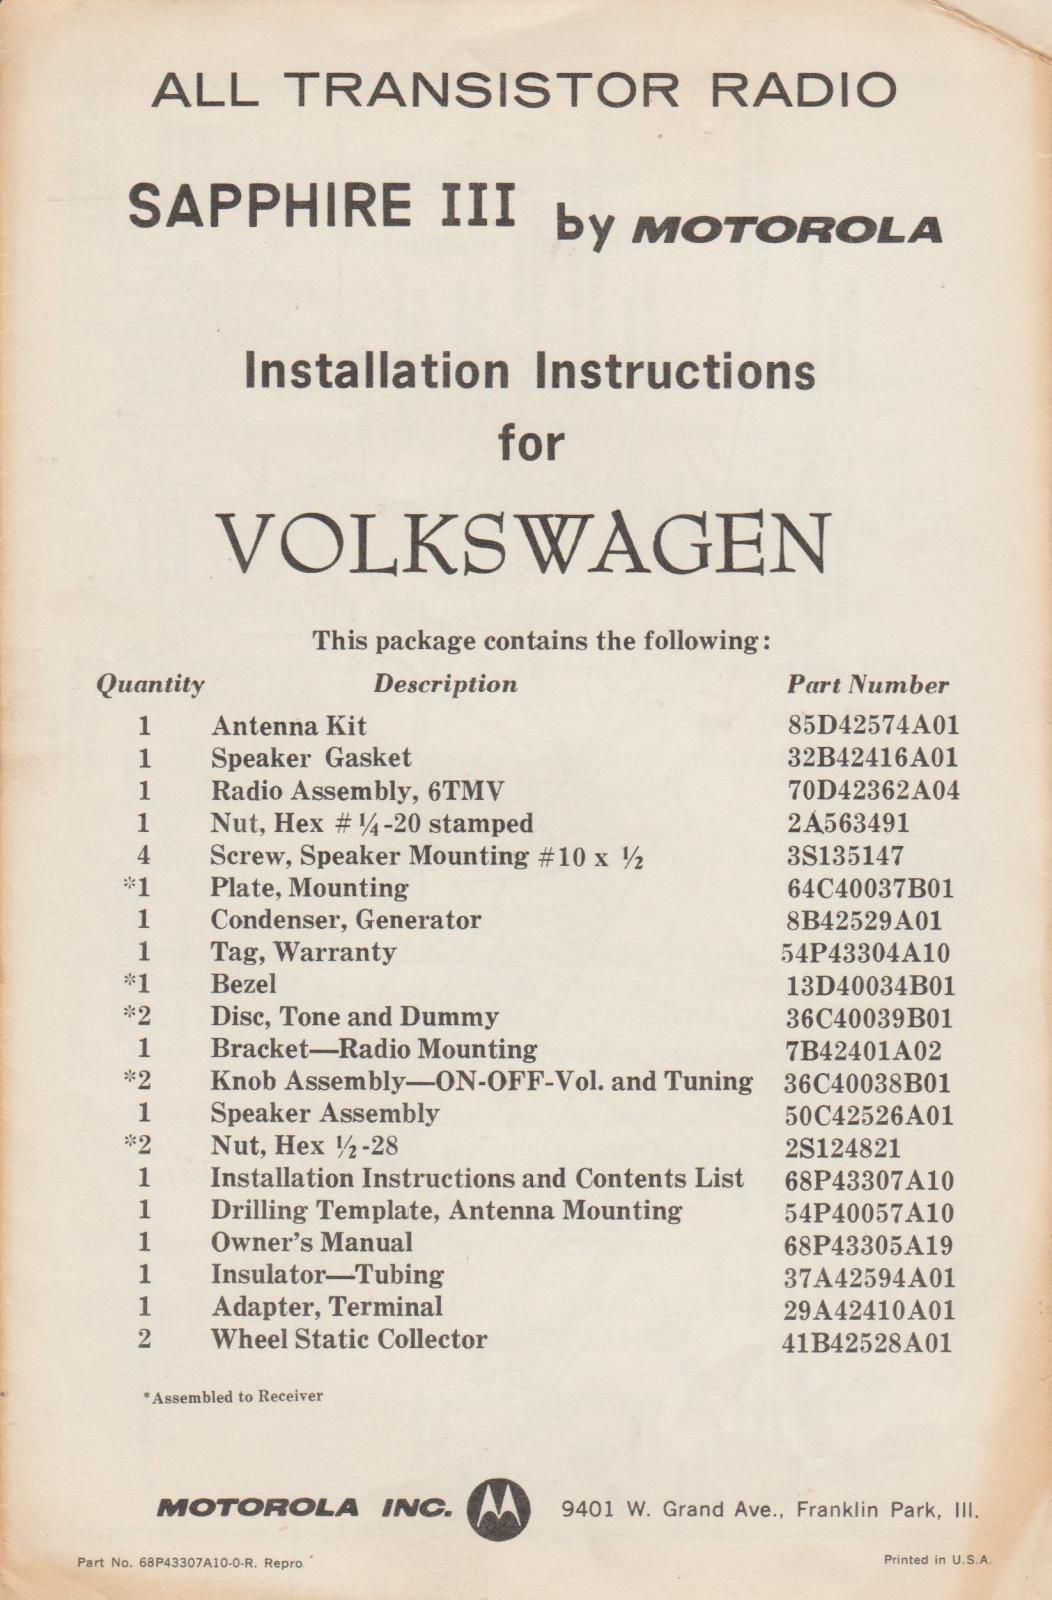 ALL TRANSISTOR RADIO
SAPPHIRE III by MOTOROLA
Installation Instructions
for
VOLKSWAGEN
This package contains the following:
Quantity Description Part Number
1 Antenna Kit 85D42574A01
1 Speaker Gasket 32B42416A01
1 Radio Assembly, 6TMV 70D42362A04
1 Nut, Hex # ¼-20 stamped 2A563491
4 Screw, Speaker Mounting #10 x ½ 3S135147
*1 Plate, Mounting 64C40037B01
1 Condenser, Generator 8B42529A01
1 Tag, Warranty 54P43304A10
*1 Bezel 13D40034B01
*2 Disc, Tone and Dummy 36C40039B01
1 Bracket—Radio Mounting 7B42401A02
*2 Knob Assembly—ON-OFF-Vol. and Tuning 36C40038B01
1 Speaker Assembly 50C42526A01
*2 Nut, Hex ½-28 2S124821
1 Installation Instructions and Contents List 68P43307A10
1 Drilling Template, Antenna Mounting 54P40057A10
1 Owner's Manual 68P43305A19
1 Insulator—Tubing 37A42594A01
1 Adapter, Terminal 29A42410A01
2 Wheel Static Collector 41B42528A01
*Assembled to Receiver
MOTOROLA INC. 9401 W. Grand Ave., Franklin Park, Ill.
Part No. 68P43307A10-0-R. Repro Printed in U.S.A.